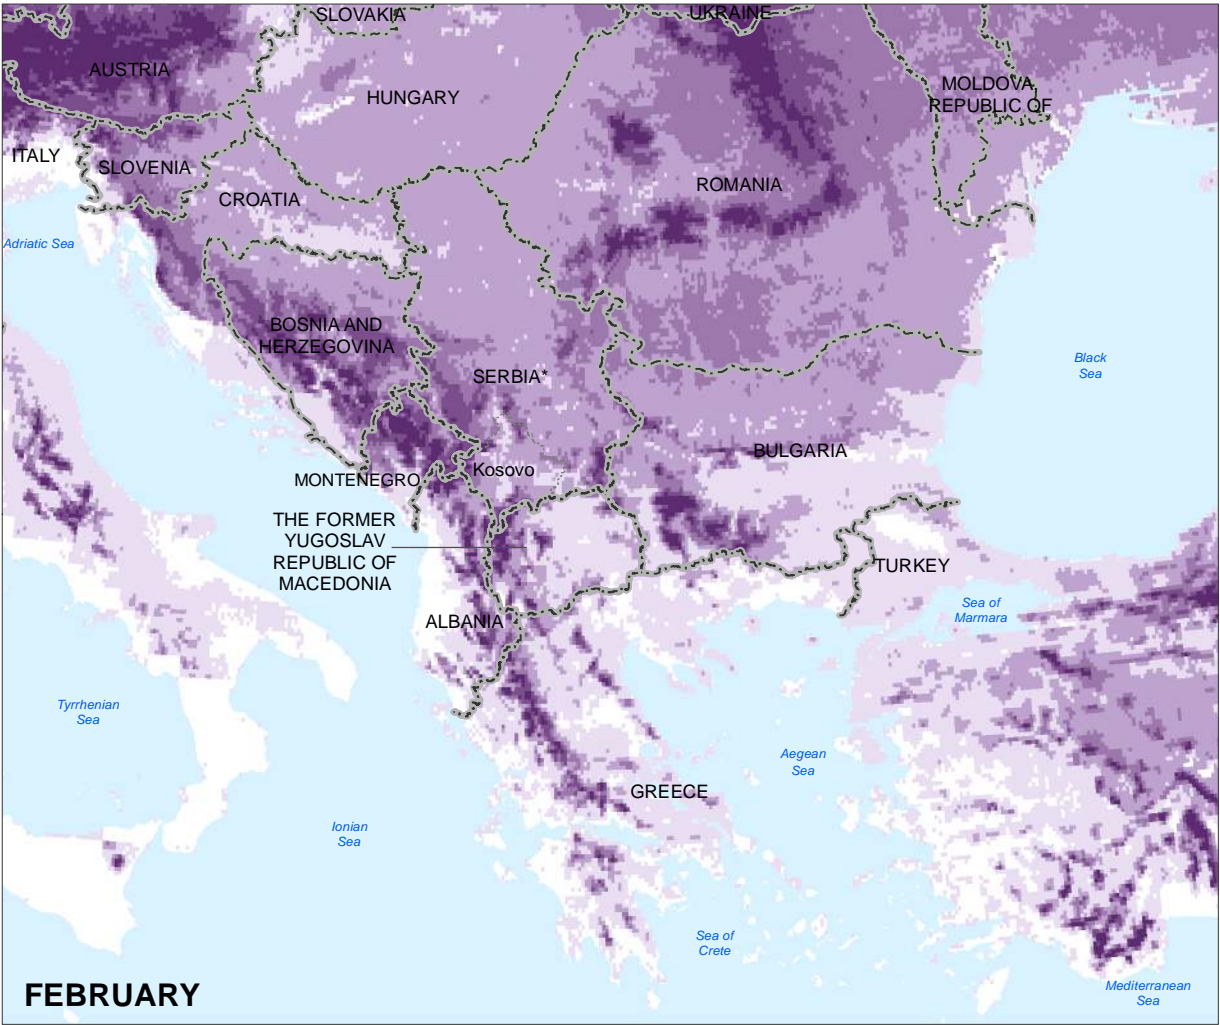 SLOVAKIA
UKRAINE
AUSTRIA
HUNGARY
MOLDOVA,
REPUBLIC OF
ITALY
SLOVENIA
CROATIA
ROMANIA
Adriatic Sea
BOSNIA AND
HERZEGOVINA
Black
Sea
SERBIA*
BULGARIA
Kosovo
MONTENEGRO
THE FORMER
YUGOSLAV
REPUBLIC OF
MACEDONIA
TURKEY
Sea of
Marmara
ALBANIA
Tyrrhenian
Sea
Aegean
Sea
GREECE
Ionian
Sea
Sea of
Crete
Mediterranean
Sea
FEBRUARY